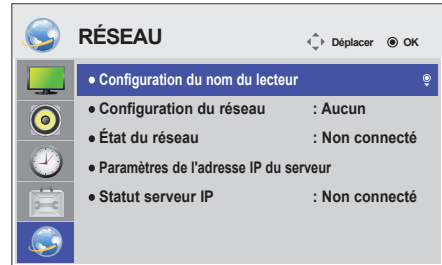 RÉSEAU Déplacer OK
● Configuration du nom du lecteur
● Configuration du réseau : Aucun
● État du réseau : Non connecté
● Paramètres de l'adresse IP du serveur
● Statut serveur IP : Non connecté